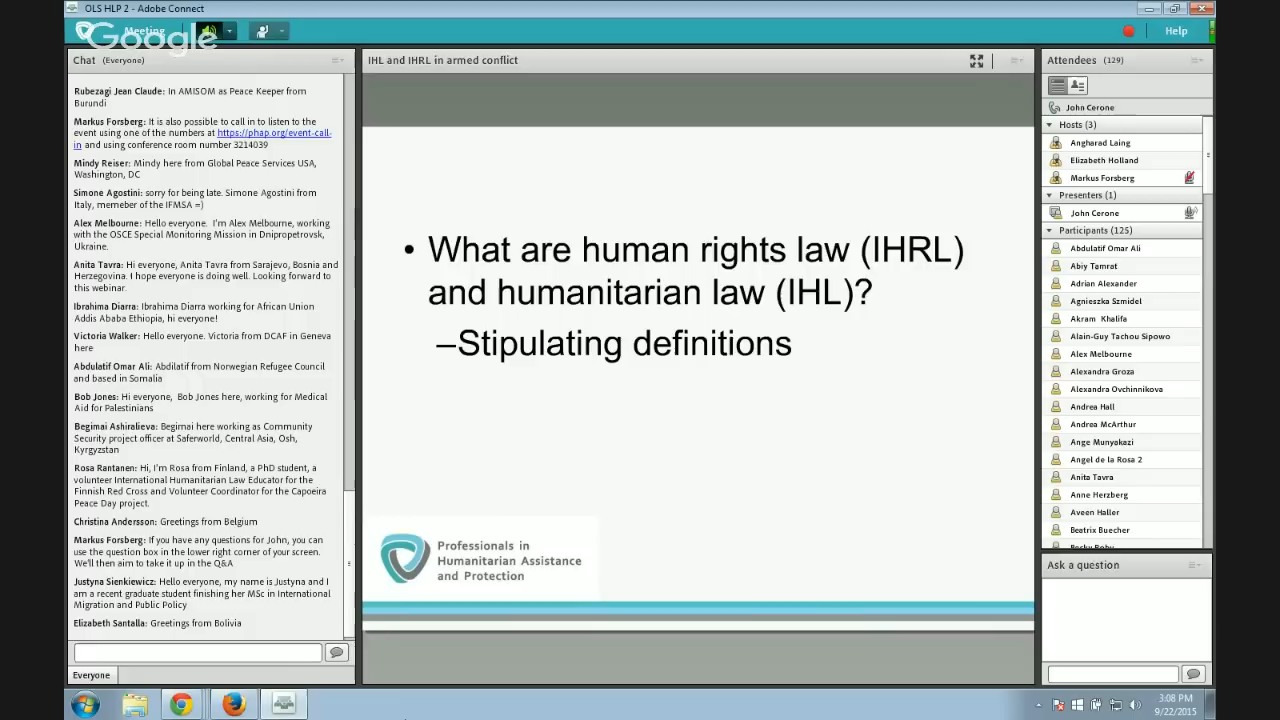 OLS HLP 2 - Adobe Connect
Meeting
Google
Help
Chat (Everyone)
Rubezagi Jean Claude: In AMISOM as Peace Keeper from
Burundi
Markus Forsberg: It is also possible to call in to listen to the
event using one of the numbers at https://phap.org/event-call-
in and using conference room number 3214039
Mindy Reiser: Mindy here from Global Peace Services USA,
Washington, DC
Simone Agostini: sorry for being late. Simone Agostini from
Italy, memeber of the IFMSA =)
Alex Melbourne: Hello everyone. I'm Alex Melbourne, working
with the OSCE Special Monitoring Mission in Dnipropetrovsk,
Ukraine.
Anita Tavra: Hi everyone, Anita Tavra from Sarajevo, Bosnia and
Herzegovina. I hope everyone is doing well. Looking forward to
this webinar.
Ibrahima Diarra: Ibrahima Diarra working for African Union
Addis Ababa Ethiopia, hi everyone!
Victoria Walker: Hello everyone. Victoria from DCAF in Geneva
here
Abdulatif Omar Ali: Abdilatif from Norwegian Refugee Council
and based in Somalia
Bob Jones: Hi everyone, Bob Jones here, working for Medical
Aid for Palestinians
Begimai Ashiralieva: Begimai here working as Community
Security project officer at Saferworld, Central Asia, Osh,
Kyrgyzstan
Rosa Rantanen: Hi, I'm Rosa from Finland, a PhD student, a
volunteer International Humanitarian Law Educator for the
Finnish Red Cross and Volunteer Coordinator for the Capoeira
Peace Day project.
Christina Andersson: Greetings from Belgium
Markus Forsberg: If you have any questions for John, you can
use the question box in the lower right corner of your screen.
We'll then aim to take it up in the Q&A
Justyna Sienkiewicz: Hello everyone, my name is Justyna and I
am a recent graduate student finishing her MSc in International
Migration and Public Policy
Elizabeth Santalla: Greetings from Bolivia
Everyone
IHL and IHRL in armed conflict
• What are human rights law (IHRL)
and humanitarian law (IHL)?
–Stipulating definitions
Professionals in
Humanitarian Assistance
and Protection
Attendees (129)
John Cerone
Hosts (3)
Angharad Laing
Elizabeth Holland
Markus Forsberg
Presenters (1)
John Cerone
Participants (125)
Abdulatif Omar Ali
Abiy Tamrat
Adrian Alexander
Agnieszka Szmidel
Akram Khalifa
Alain-Guy Tachou Sipowo
Alex Melbourne
Alexandra Groza
Alexandra Ovchinnikova
Andrea Hall
Andrea McArthur
Ange Munyakazi
Angel de la Rosa 2
Anita Tavra
Anne Herzberg
Aveen Haller
Beatrix Buecher
Ask a question
3:08 PM
9/22/2015